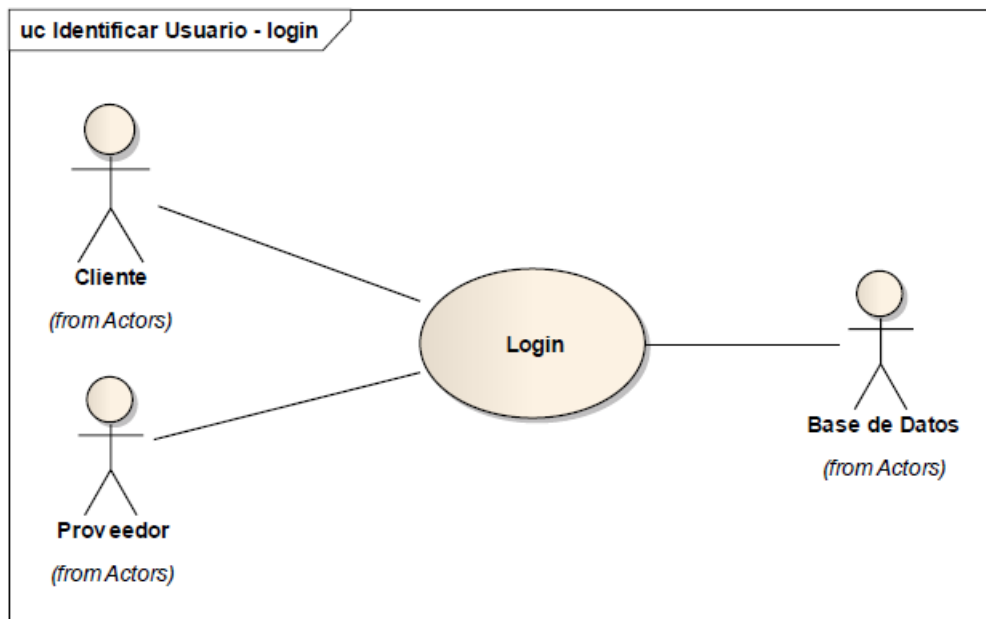 uc Identificar Usuario - login
Cliente
(from Actors)
Login
Base de Datos
(from Actors)
Proveedor
(from Actors)